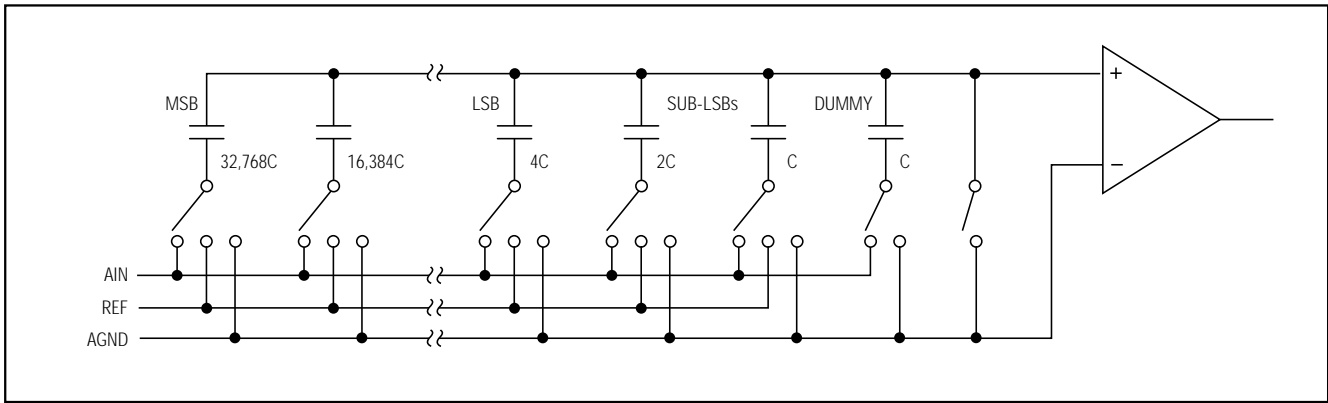 MSB
LSB
SUB-LSBs
DUMMY
32,768C
16,384C
4C
2C
C
C
+
−
AIN
REF
AGND